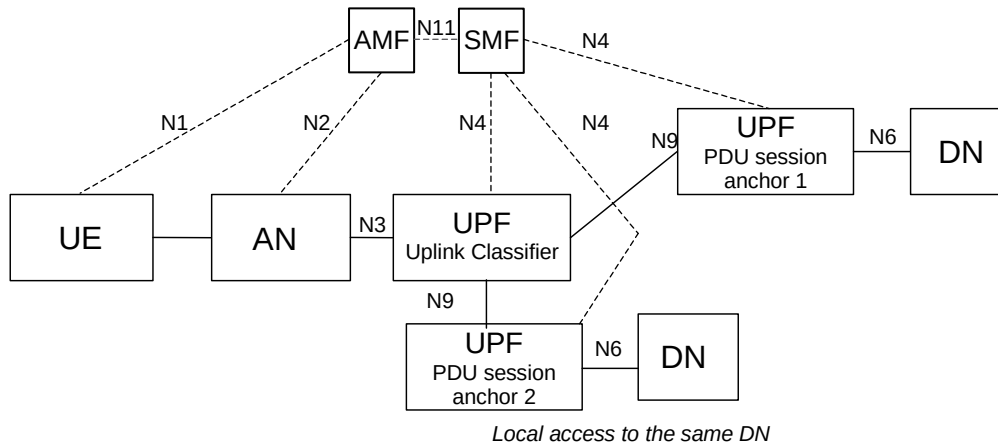 AMF
N11
SMF
N4
N1
N2
N4
N4
UPF
PDU session
anchor 1
N9
N6
DN
UE
AN
N3
UPF
Uplink Classifier
N9
UPF
PDU session
anchor 2
N6
DN
Local access to the same DN